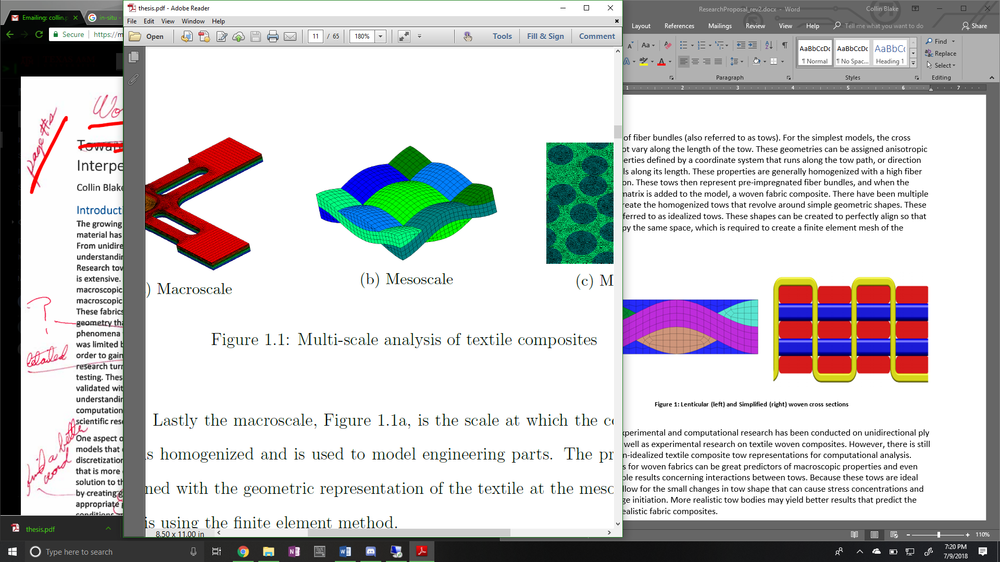 Emailing: collin.p
in-situ -
Secure
https://m
page #s
Wo
Towar
Interpe
Collin Blake
Introducti
The growing
material has
From unidire
understandin
Research tow
is extensive.
macroscopic
macroscopic
These fabrics
geometry tha
phenomena
was limited b
order to gain
research turn
testing. Thes
validated wit
understandin
computation
scientific rese
?
detailed
find a better
word
One aspect o
models that
discretization
that is more
solution to th
by creating g
appropriate
conditions
thesis.pdf
thesis.pdf - Adobe Reader
File Edit View Window Help
Open
11 / 65
180%
Tools
Fill & Sign
Comment
) Macroscale
(b) Mesoscale
(c) M
Figure 1.1: Multi-scale analysis of textile composites
Lastly the macroscale, Figure 1.1a, is the scale at which the co
is homogenized and is used to model engineering parts. The pr
ned with the geometric representation of the textile at the meso
is using the finite element method.
8.50 x 11.00 in
ResearchProposal_rev2.docx - Word
Collin Blake
Layout References Mailings Review View Help
Tell me what you want to do
Share
AaBbCcDc AaBbCcDc AaBbCc
¶ Normal ¶ No Spac... Heading 1
Find
Replace
Select
Paragraph
Styles
Editing
1 2 3 4 5 6 7
of fiber bundles (also referred to as tows). For the simplest models, the cross
ot vary along the length of the tow. These geometries can be assigned anisotropic
erties defined by a coordinate system that runs along the tow path, or direction
ls along its length. These properties are generally homogenized with a high fiber
on. These tows then represent pre-impregnated fiber bundles, and when the
matrix is added to the model, a woven fabric composite. There have been multiple
reate the homogenized tows that revolve around simple geometric shapes. These
ferred to as idealized tows. These shapes can be created to perfectly align so that
py the same space, which is required to create a finite element mesh of the
Figure 1: Lenticular (left) and Simplified (right) woven cross sections
xperimental and computational research has been conducted on unidirectional ply
well as experimental research on textile woven composites. However, there is still
n-idealized textile composite tow representations for computational analysis.
s for woven fabrics can be great predictors of macroscopic properties and even
ble results concerning interactions between tows. Because these tows are ideal
llow for the small changes in tow shape that can cause stress concentrations and
ge initiation. More realistic tow bodies may yield better results that predict the
ealistic fabric composites.
110%
Type here to search
7:20 PM
7/9/2018